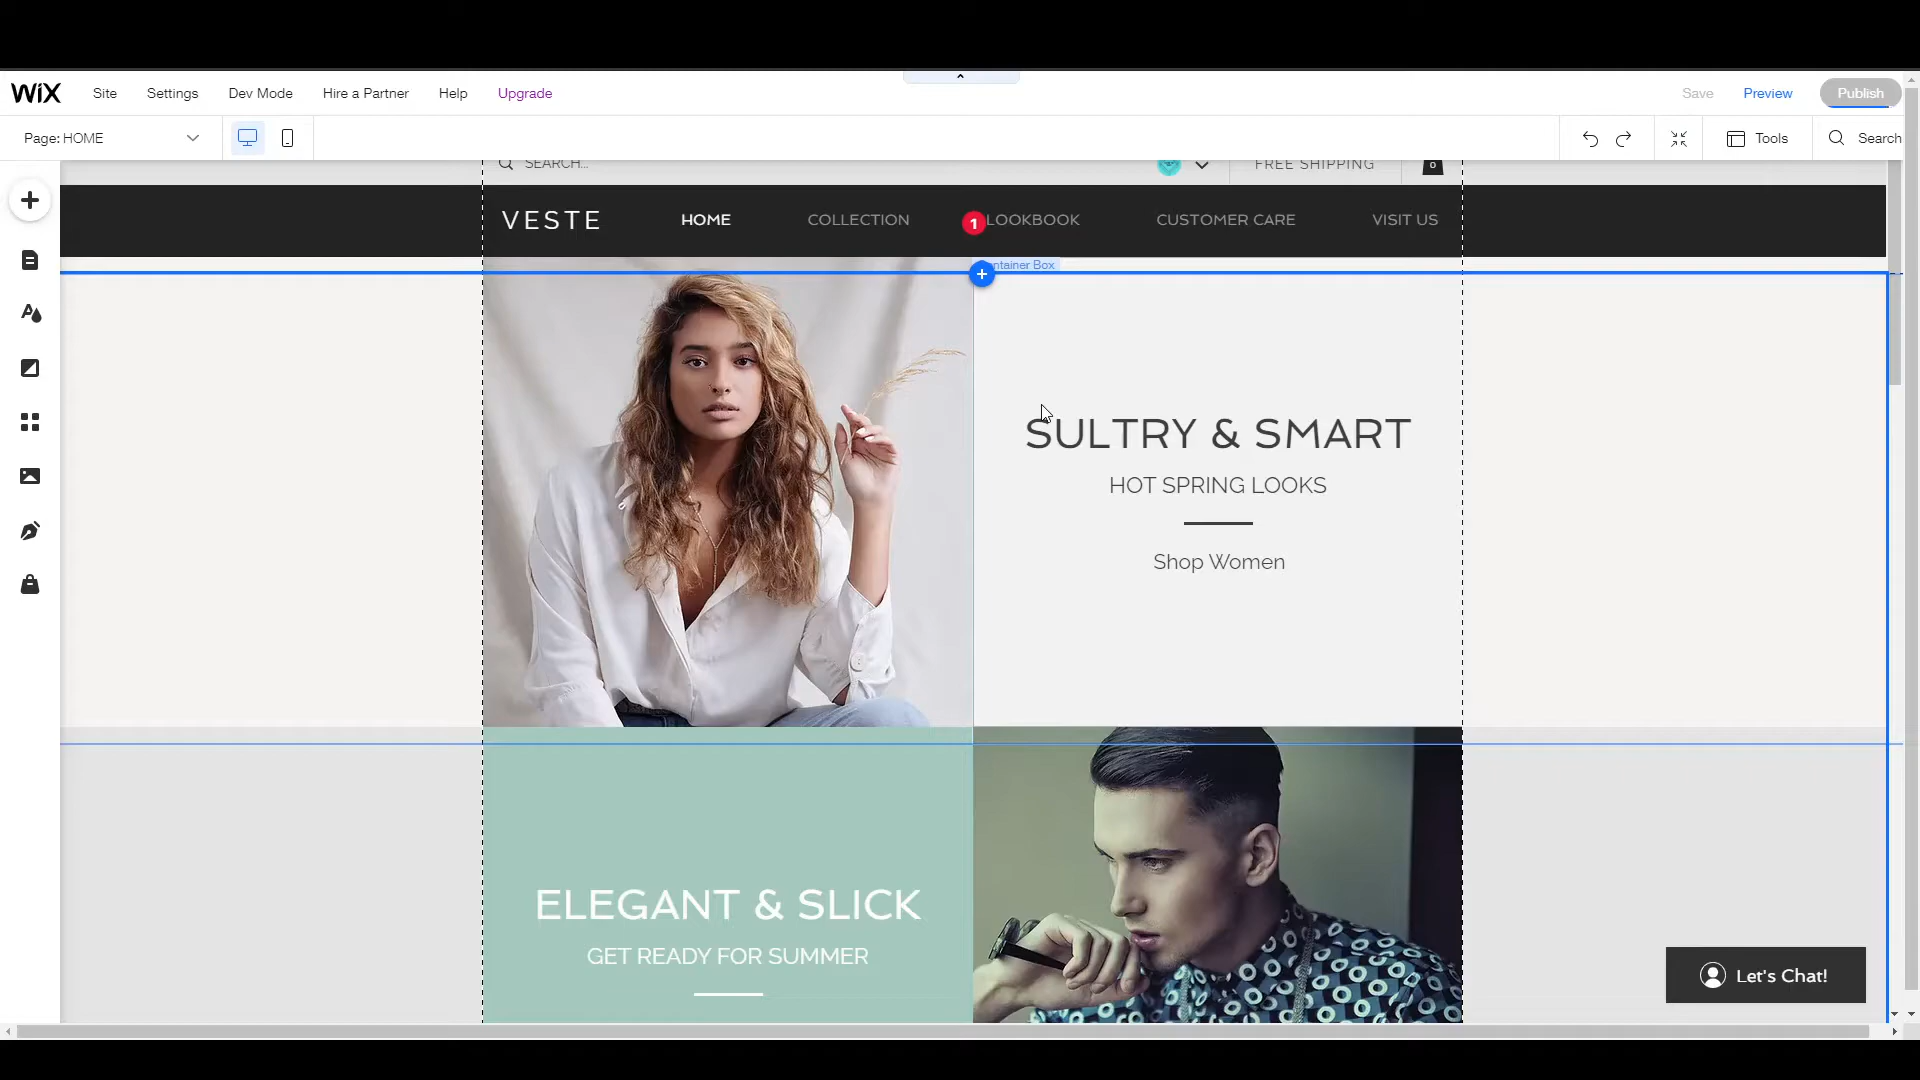 WiX Site Settings Dev Mode Hire a Partner Help Upgrade Save Preview Publish
Page: HOME Tools Search
SEARCH... FREE SHIPPING 0
VESTE HOME COLLECTION 1 LOOKBOOK CUSTOMER CARE VISIT US
ntainer Box
SULTRY & SMART
HOT SPRING LOOKS
Shop Women
ELEGANT & SLICK
GET READY FOR SUMMER
Let's Chat!